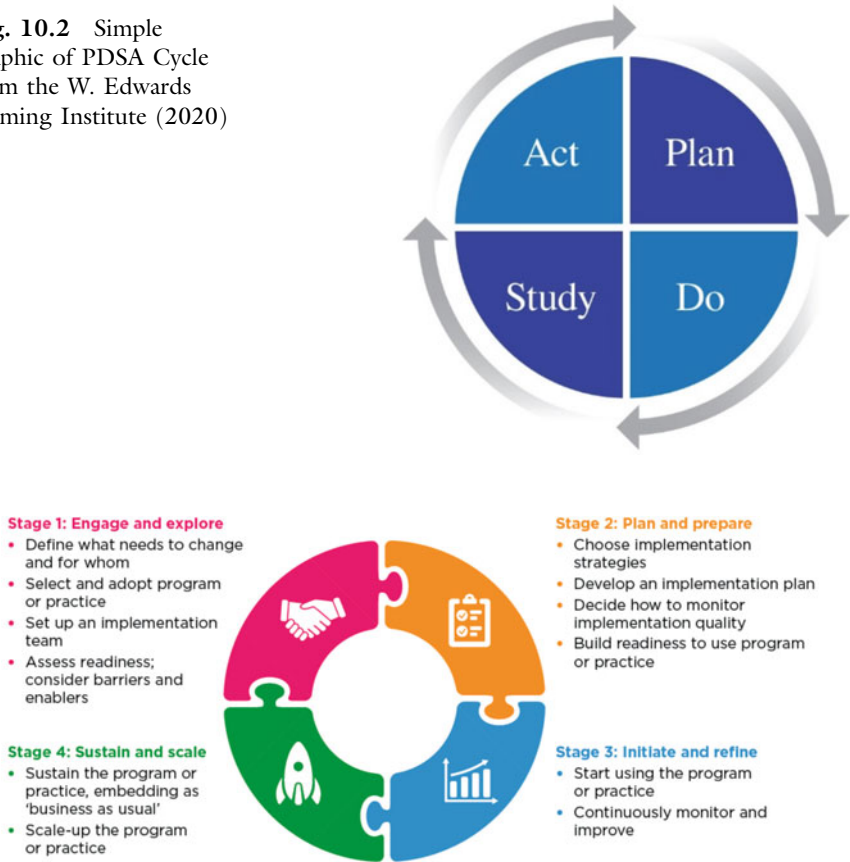 g. 10.2 Simple
aphic of PDSA Cycle
m the W. Edwards
ming Institute (2020)
Act
Plan
Study
Do
Stage 1: Engage and explore
• Define what needs to change
and for whom
• Select and adopt program
or practice
• Set up an implementation
team
• Assess readiness;
consider barriers and
enablers
Stage 2: Plan and prepare
• Choose implementation
strategies
• Develop an implementation plan
• Decide how to monitor
implementation quality
• Build readiness to use program
or practice
Stage 4: Sustain and scale
• Sustain the program or
practice, embedding as
‘business as usual’
• Scale-up the program
or practice
Stage 3: Initiate and refine
• Start using the program
or practice
• Continuously monitor and
improve